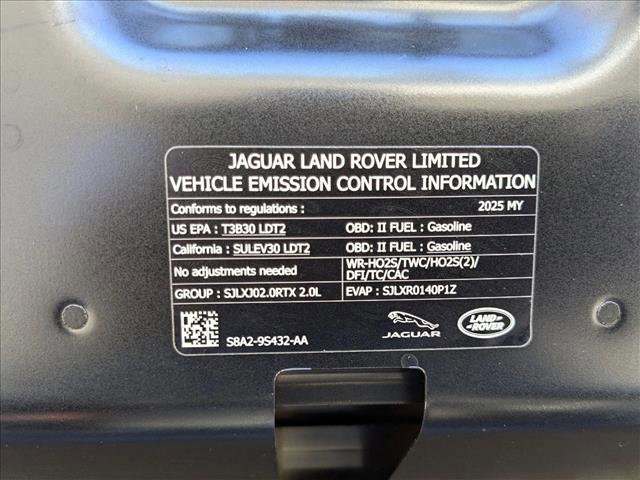 JAGUAR LAND ROVER LIMITED
VEHICLE EMISSION CONTROL INFORMATION
Conforms to regulations : 2025 MY
US EPA : T3B30 LDT2 OBD: II FUEL : Gasoline
California : SULEV30 LDT2 OBD: II FUEL : Gasoline
No adjustments needed WR-HO2S/TWC/HO2S(2)/
DFI/TC/CAC
GROUP : SJLXJ02.0RTX 2.0L EVAP : SJLXR0140P1Z
S8A2-9S432-AA JAGUAR LAND-ROVER